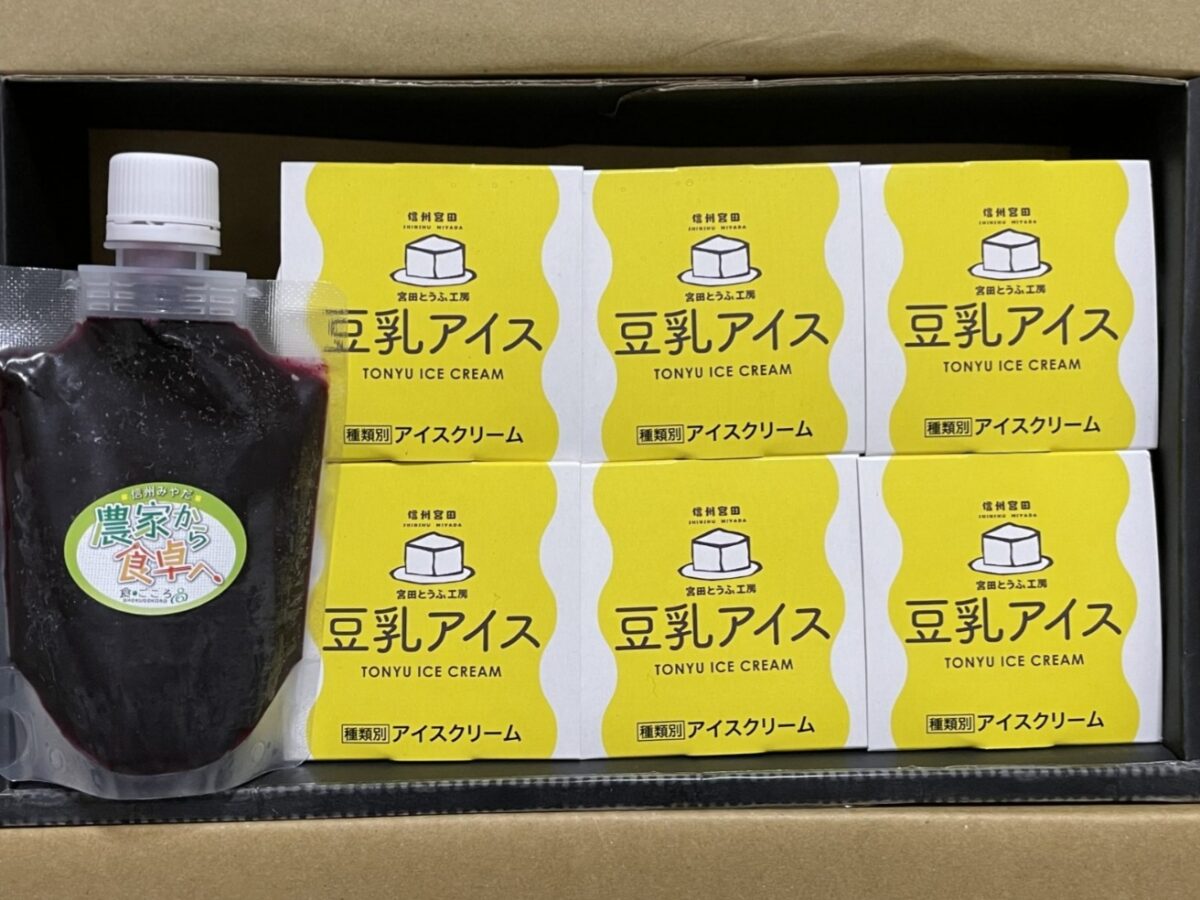 信州みやだ
農家から
食卓へ
食ごころ
信州宮田
SHINSHU MIYADA
宮田とうふ工房
豆乳アイス
TONYU ICE CREAM
種類別 アイスクリーム
信州宮田
SHINSHU MIYADA
宮田とうふ工房
豆乳アイス
TONYU ICE CREAM
種類別 アイスクリーム
信州宮田
SHINSHU MIYADA
宮田とうふ工房
豆乳アイス
TONYU ICE CREAM
種類別 アイスクリーム
信州宮田
SHINSHU MIYADA
宮田とうふ工房
豆乳アイス
TONYU ICE CREAM
種類別 アイスクリーム
信州宮田
SHINSHU MIYADA
宮田とうふ工房
豆乳アイス
TONYU ICE CREAM
種類別 アイスクリーム
信州宮田
SHINSHU MIYADA
宮田とうふ工房
豆乳アイス
TONYU ICE CREAM
種類別 アイスクリーム